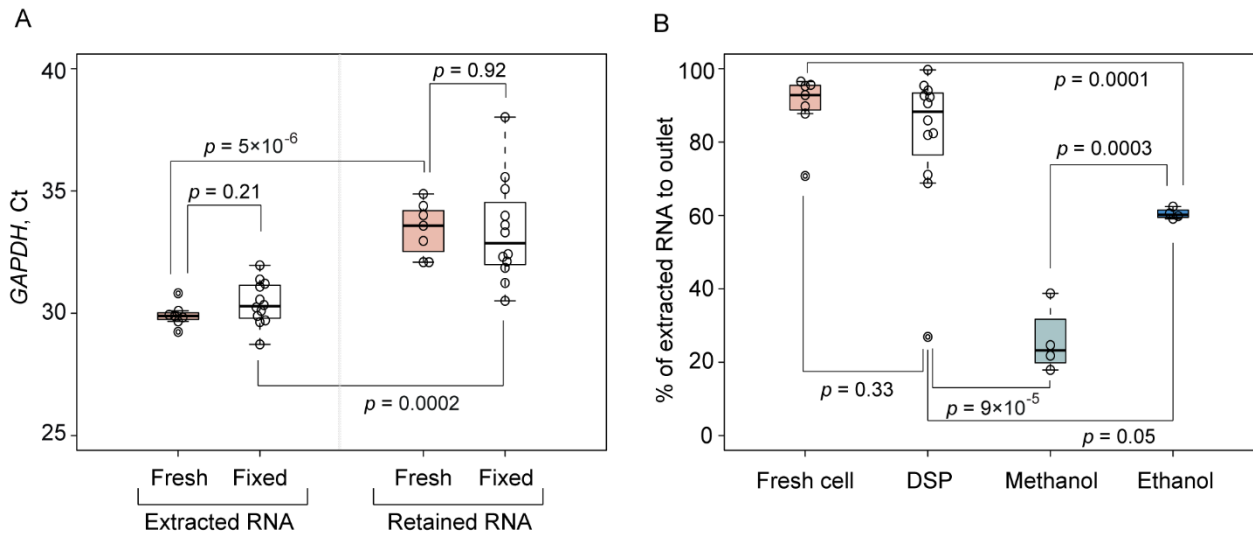 A
GAPDH, Ct
40
35
30
25
p = 0.92
p = 5×10⁻⁶
p = 0.21
p = 0.0002
Fresh Fixed Fresh Fixed
Extracted RNA Retained RNA
B
% of extracted RNA to outlet
100
80
60
40
20
0
p = 0.0001
p = 0.0003
p = 0.33
p = 9×10⁻⁵
p = 0.05
Fresh cell DSP Methanol Ethanol